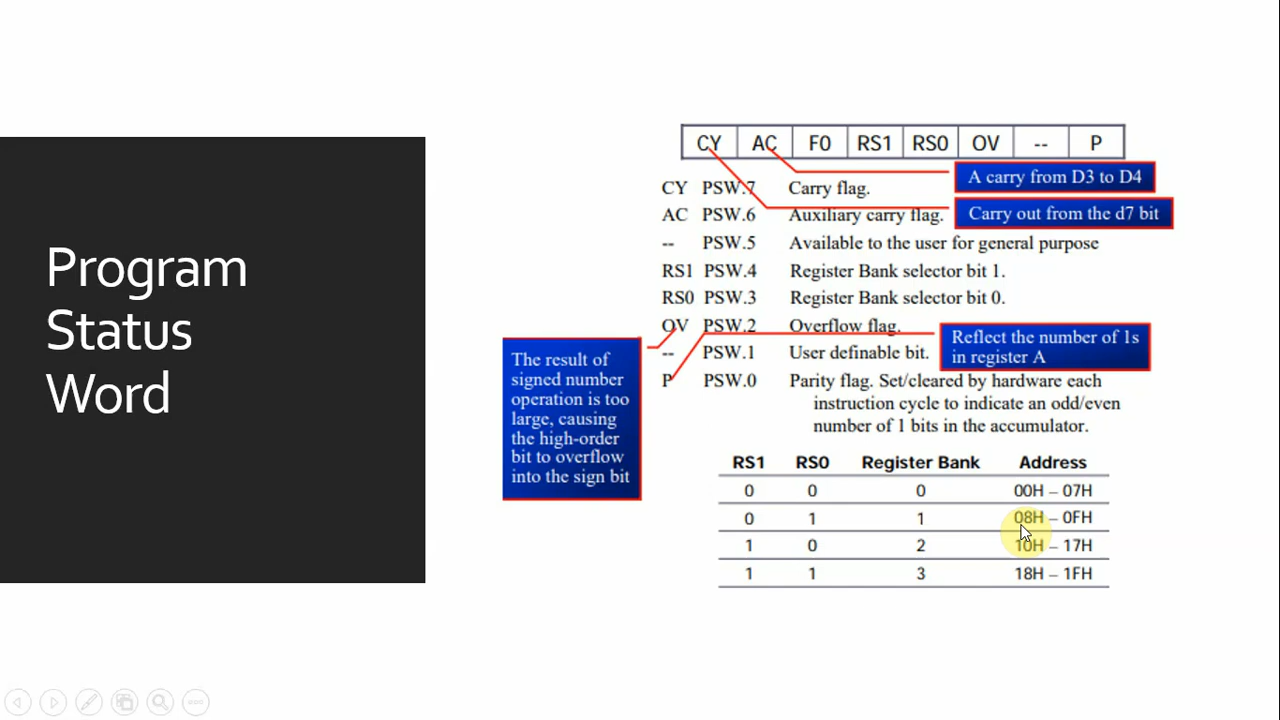 Program
Status
Word
CY AC F0 RS1 RS0 OV -- P
A carry from D3 to D4
Carry out from the d7 bit
CY PSW.7 Carry flag.
AC PSW.6 Auxiliary carry flag.
-- PSW.5 Available to the user for general purpose
RS1 PSW.4 Register Bank selector bit 1.
RS0 PSW.3 Register Bank selector bit 0.
OV PSW.2 Overflow flag.
-- PSW.1 User definable bit.
P PSW.0 Parity flag. Set/cleared by hardware each
instruction cycle to indicate an odd/even
number of 1 bits in the accumulator.
Reflect the number of 1s
in register A
The result of
signed number
operation is too
large, causing
the high-order
bit to overflow
into the sign bit
RS1 RS0 Register Bank Address
0 0 0 00H – 07H
0 1 1 08H – 0FH
1 0 2 10H – 17H
1 1 3 18H – 1FH